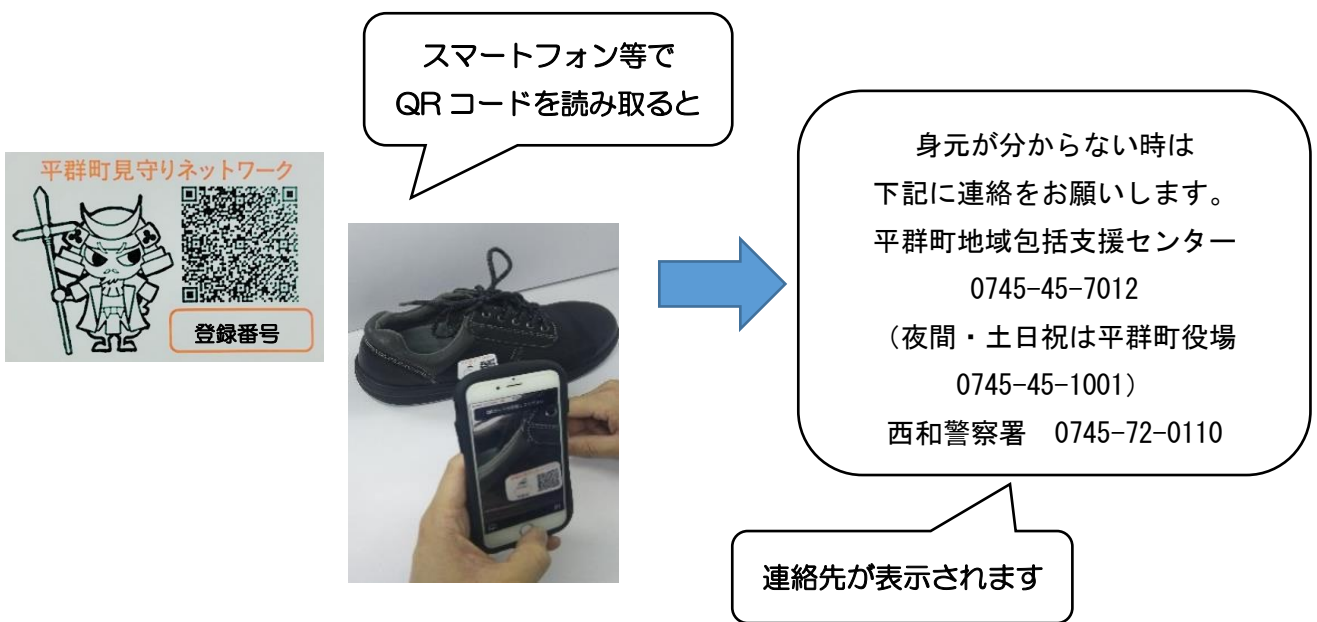 スマートフォン等で
QRコードを読み取ると
平群町見守りネットワーク
登録番号
身元が分からない時は
下記に連絡をお願いします。
平群町地域包括支援センター
0745-45-7012
(夜間・土日祝は平群町役場
0745-45-1001)
西和警察署 0745-72-0110
連絡先が表示されます